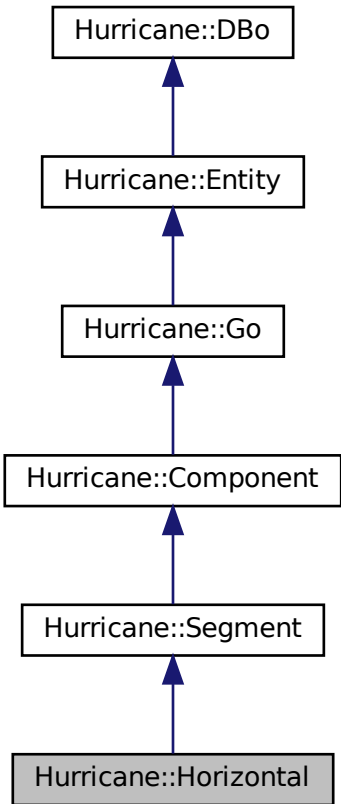 Hurricane::DBo
Hurricane::Entity
Hurricane::Go
Hurricane::Component
Hurricane::Segment
Hurricane::Horizontal